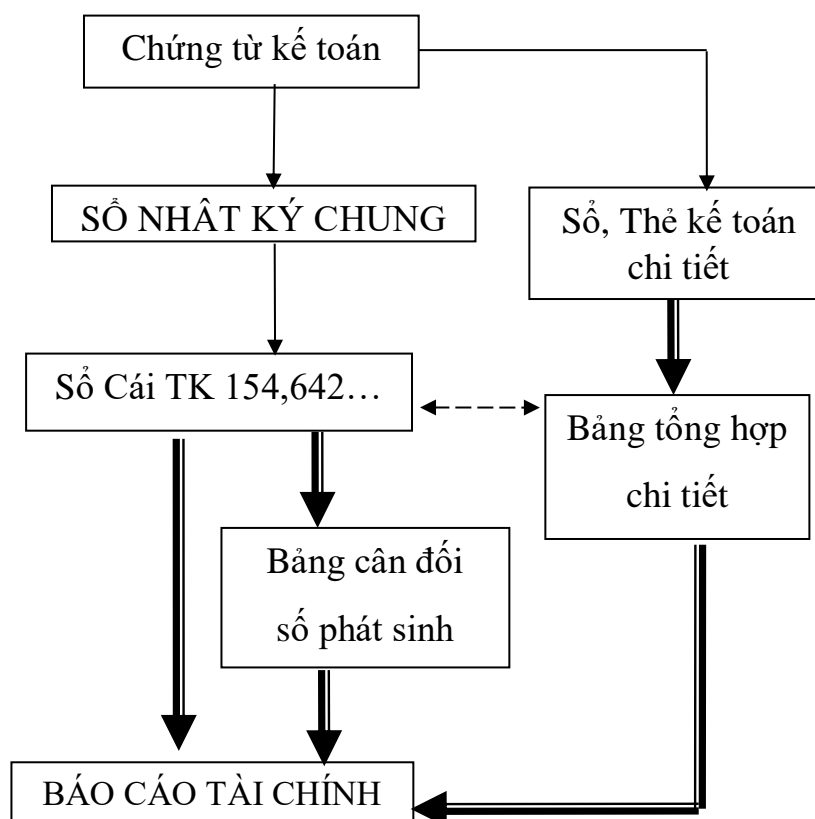 Chứng từ kế toán
SỔ NHÂT KÝ CHUNG
Sổ, Thẻ kế toán
chi tiết
Sổ Cái TK 154,642…
Bảng tổng hợp
chi tiết
Bảng cân đối
số phát sinh
BÁO CÁO TÀI CHÍNH